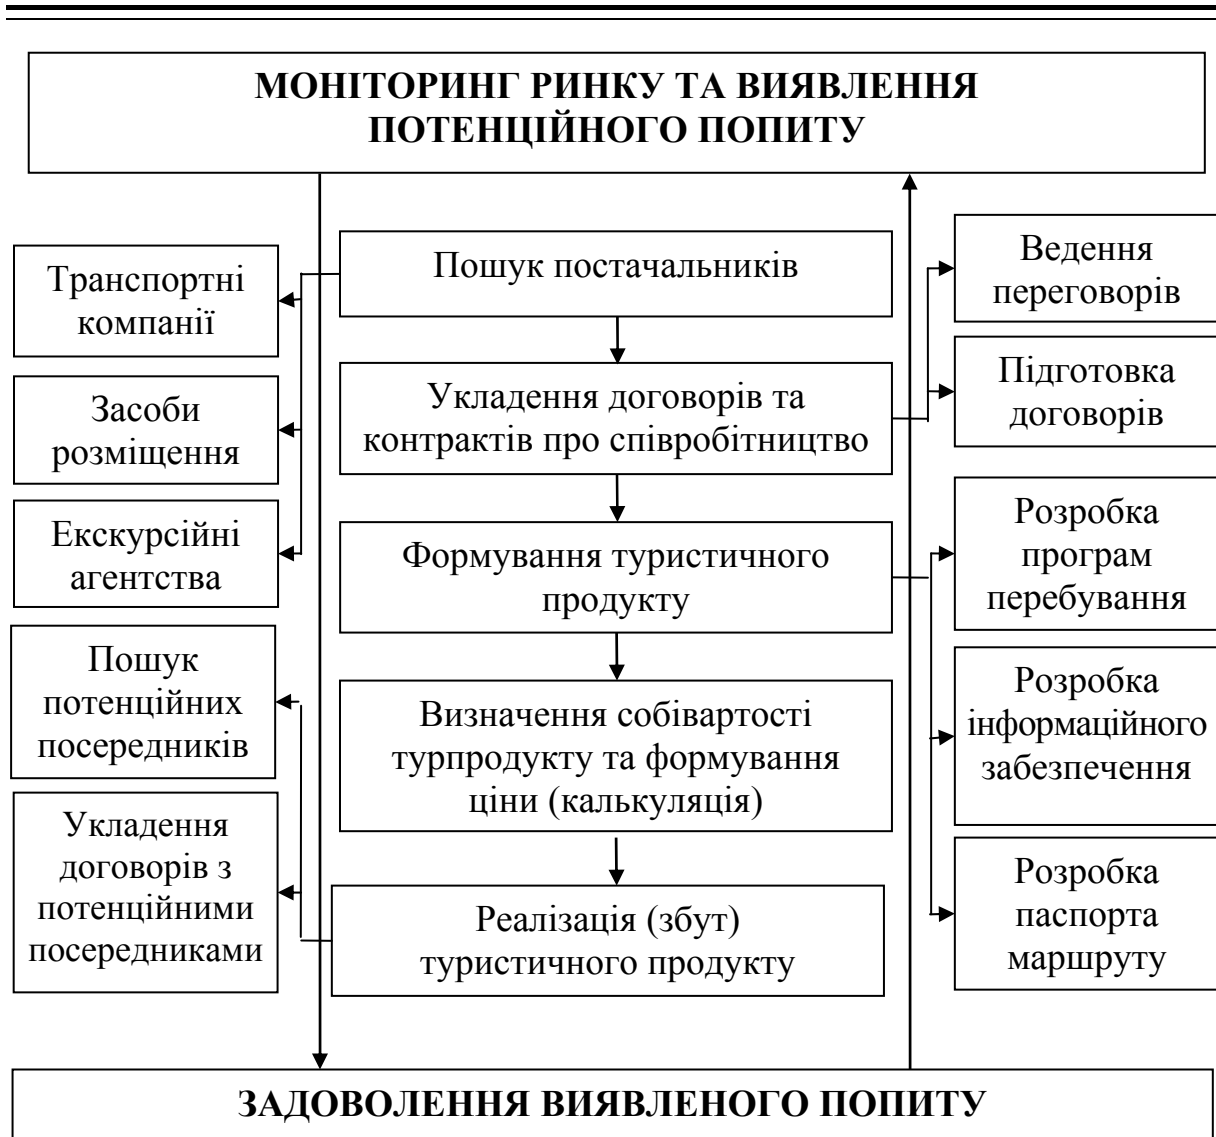 МОНІТОРИНГ РИНКУ ТА ВИЯВЛЕННЯ
ПОТЕНЦІЙНОГО ПОПИТУ
Транспортні
компанії
Засоби
розміщення
Екскурсійні
агентства
Пошук
потенційних
посередників
Укладення
договорів з
потенційними
посередниками
Пошук постачальників
Укладення договорів та
контрактів про співробітництво
Формування туристичного
продукту
Визначення собівартості
турпродукту та формування
ціни (калькуляція)
Реалізація (збут)
туристичного продукту
Ведення
переговорів
Підготовка
договорів
Розробка
програм
перебування
Розробка
інформаційного
забезпечення
Розробка
паспорта
маршруту
ЗАДОВОЛЕННЯ ВИЯВЛЕНОГО ПОПИТУ